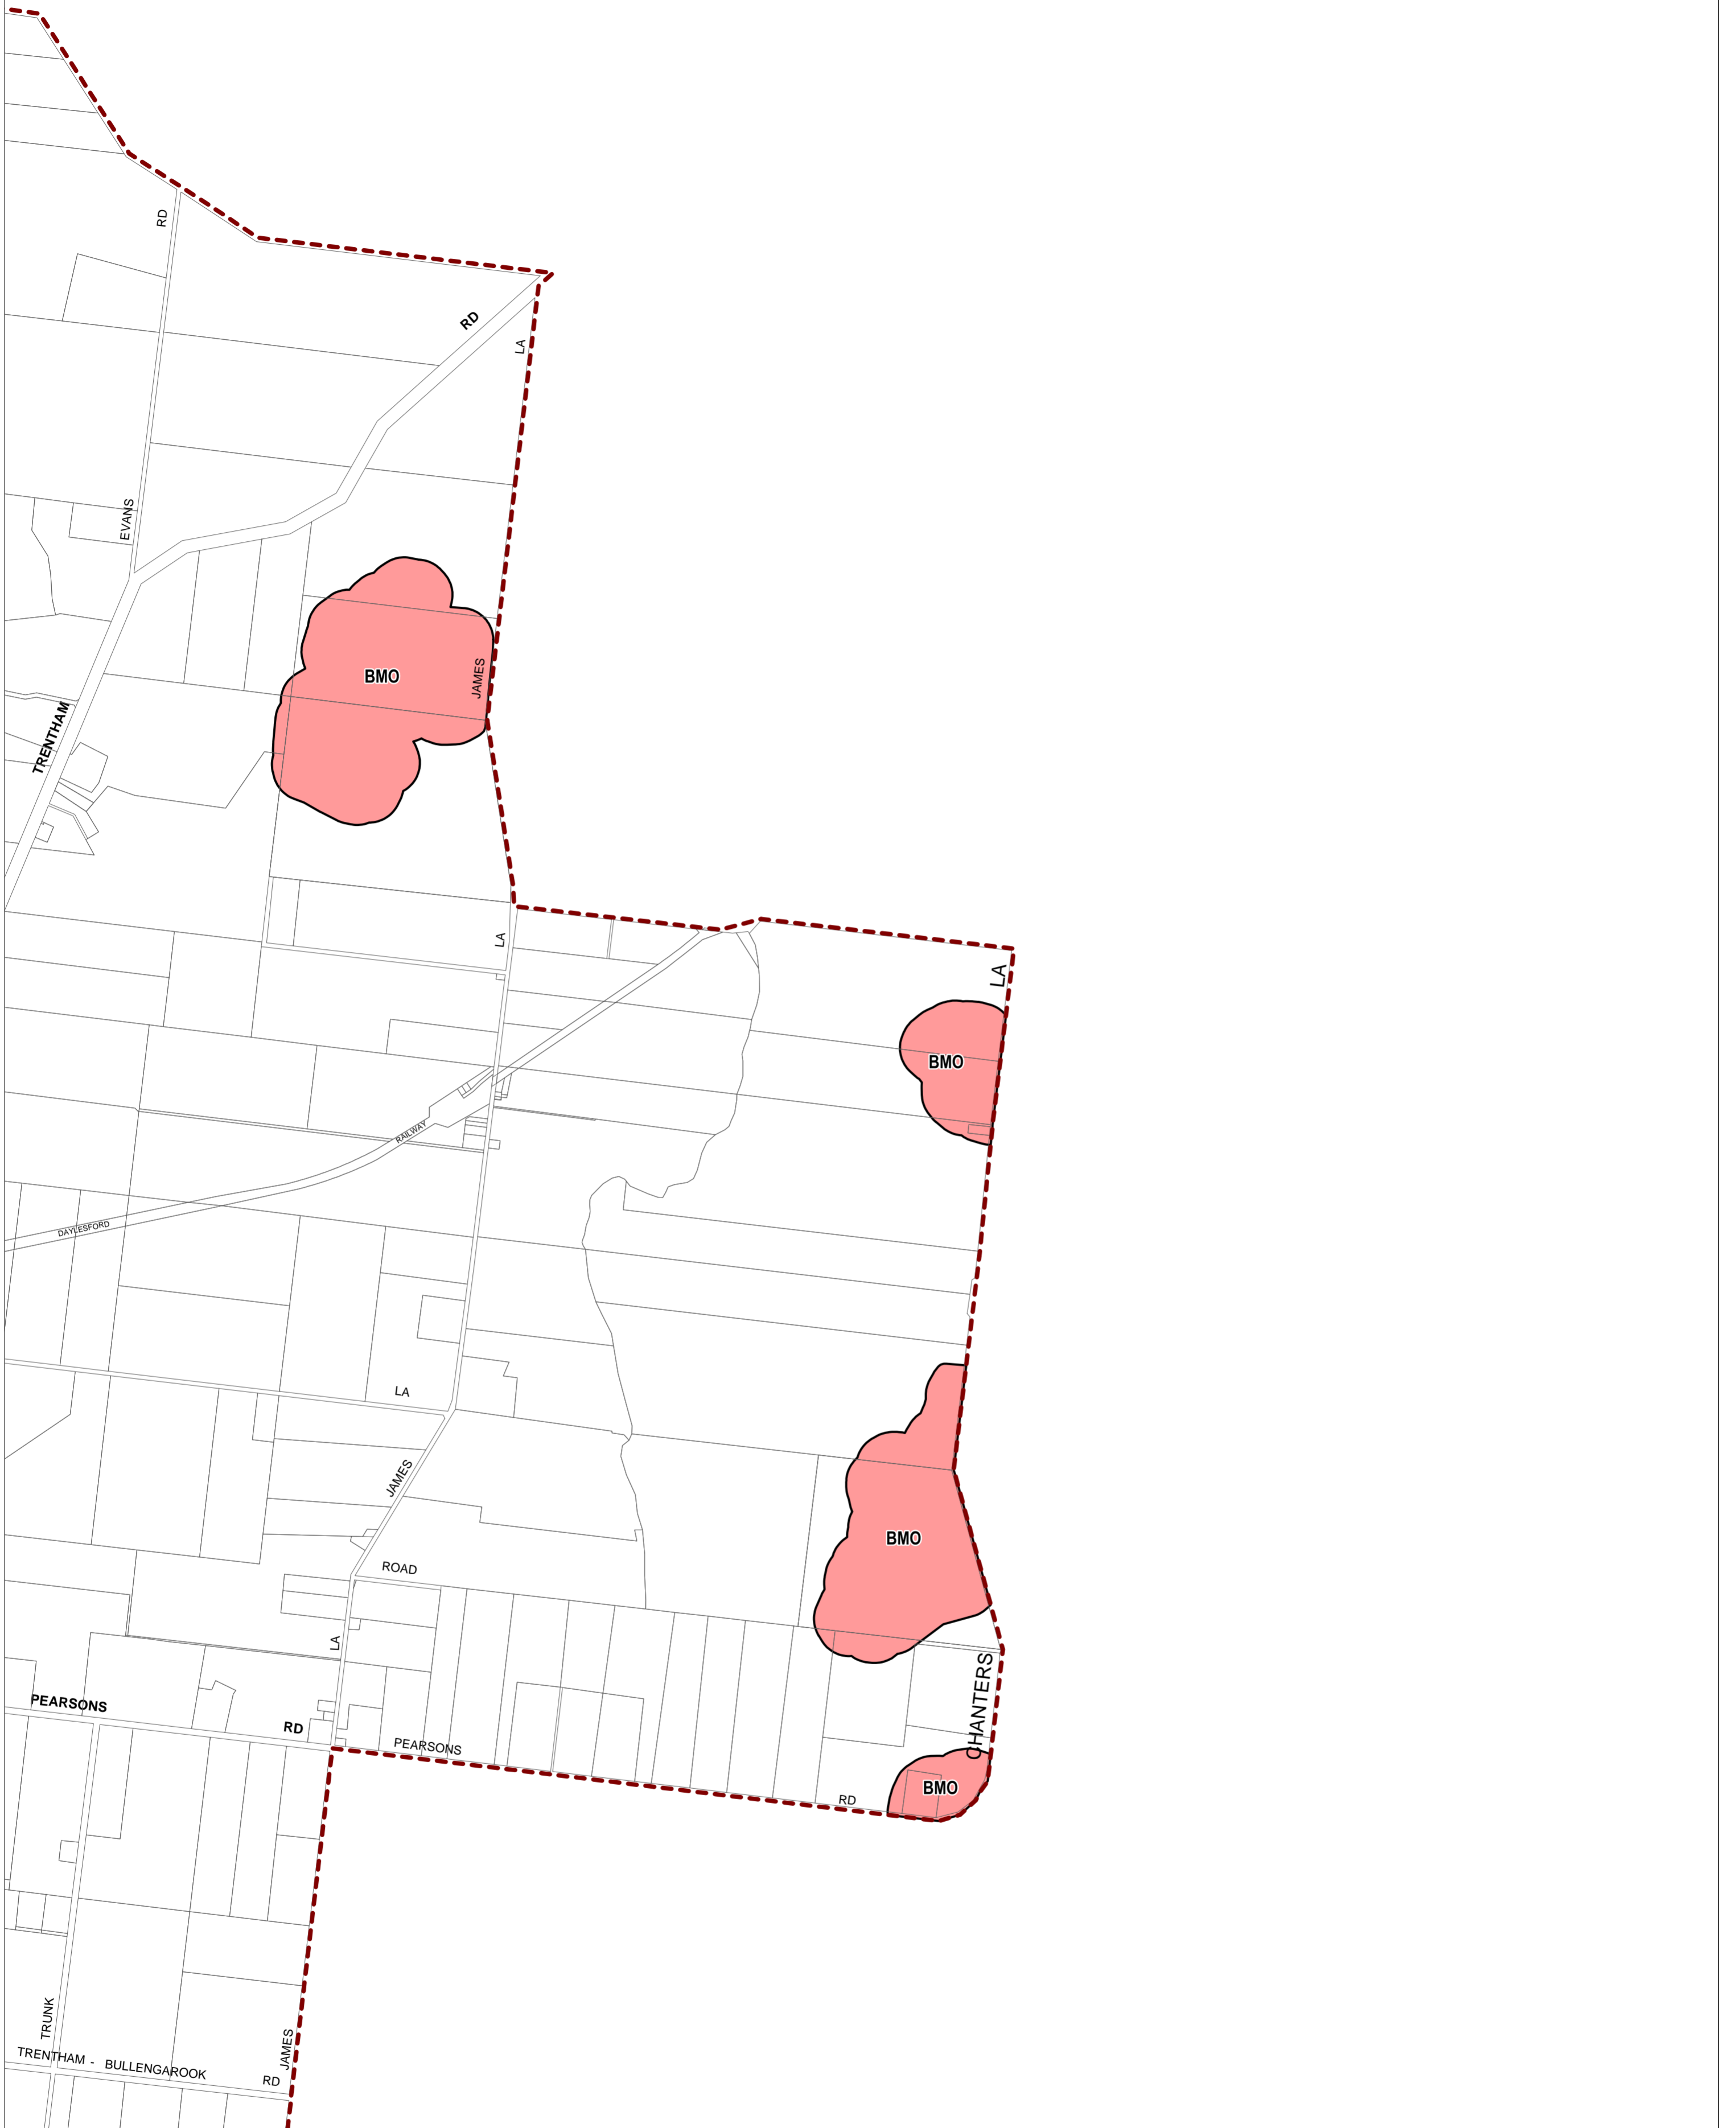 RD
RD
LA
EVANS
BMO
JAMES
TRENTHAM
LA
LA
BMO
RAILWAY
DAYLESFORD
LA
JAMES
BMO
ROAD
LA
CHANTERS
PEARSONS
RD
PEARSONS
BMO
RD
TRUNK
JAMES
TRENTHAM - BULLENGAROOK
RD